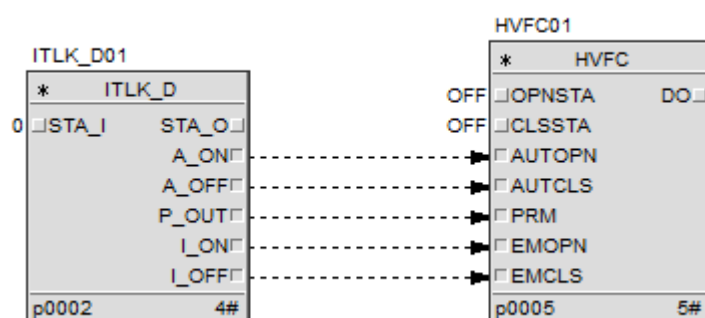 HVFC01
ITLK_D01
* HVFC
* ITLK_D
OFF OPNSTA DO
0 STA_I STA_O OFF CLSSTA
A_ON AUTOPN
A_OFF AUTCLS
P_OUT PRM
I_ON EMOPN
I_OFF EMCLS
p0002 4# p0005 5#